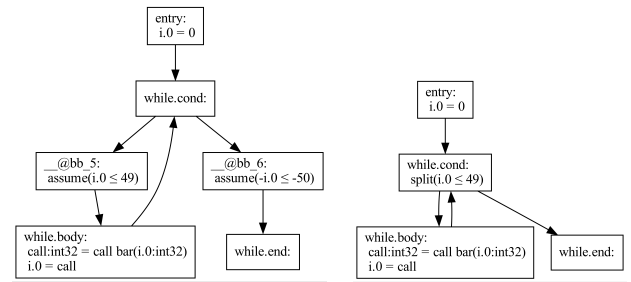 entry:
i.0 = 0
while.cond:
__@bb_5:
assume(i.0 ≤ 49)
__@bb_6:
assume(-i.0 ≤ -50)
while.body:
call:int32 = call bar(i.0:int32)
i.0 = call
while.end:
entry:
i.0 = 0
while.cond:
split(i.0 ≤ 49)
while.body:
call:int32 = call bar(i.0:int32)
i.0 = call
while.end: